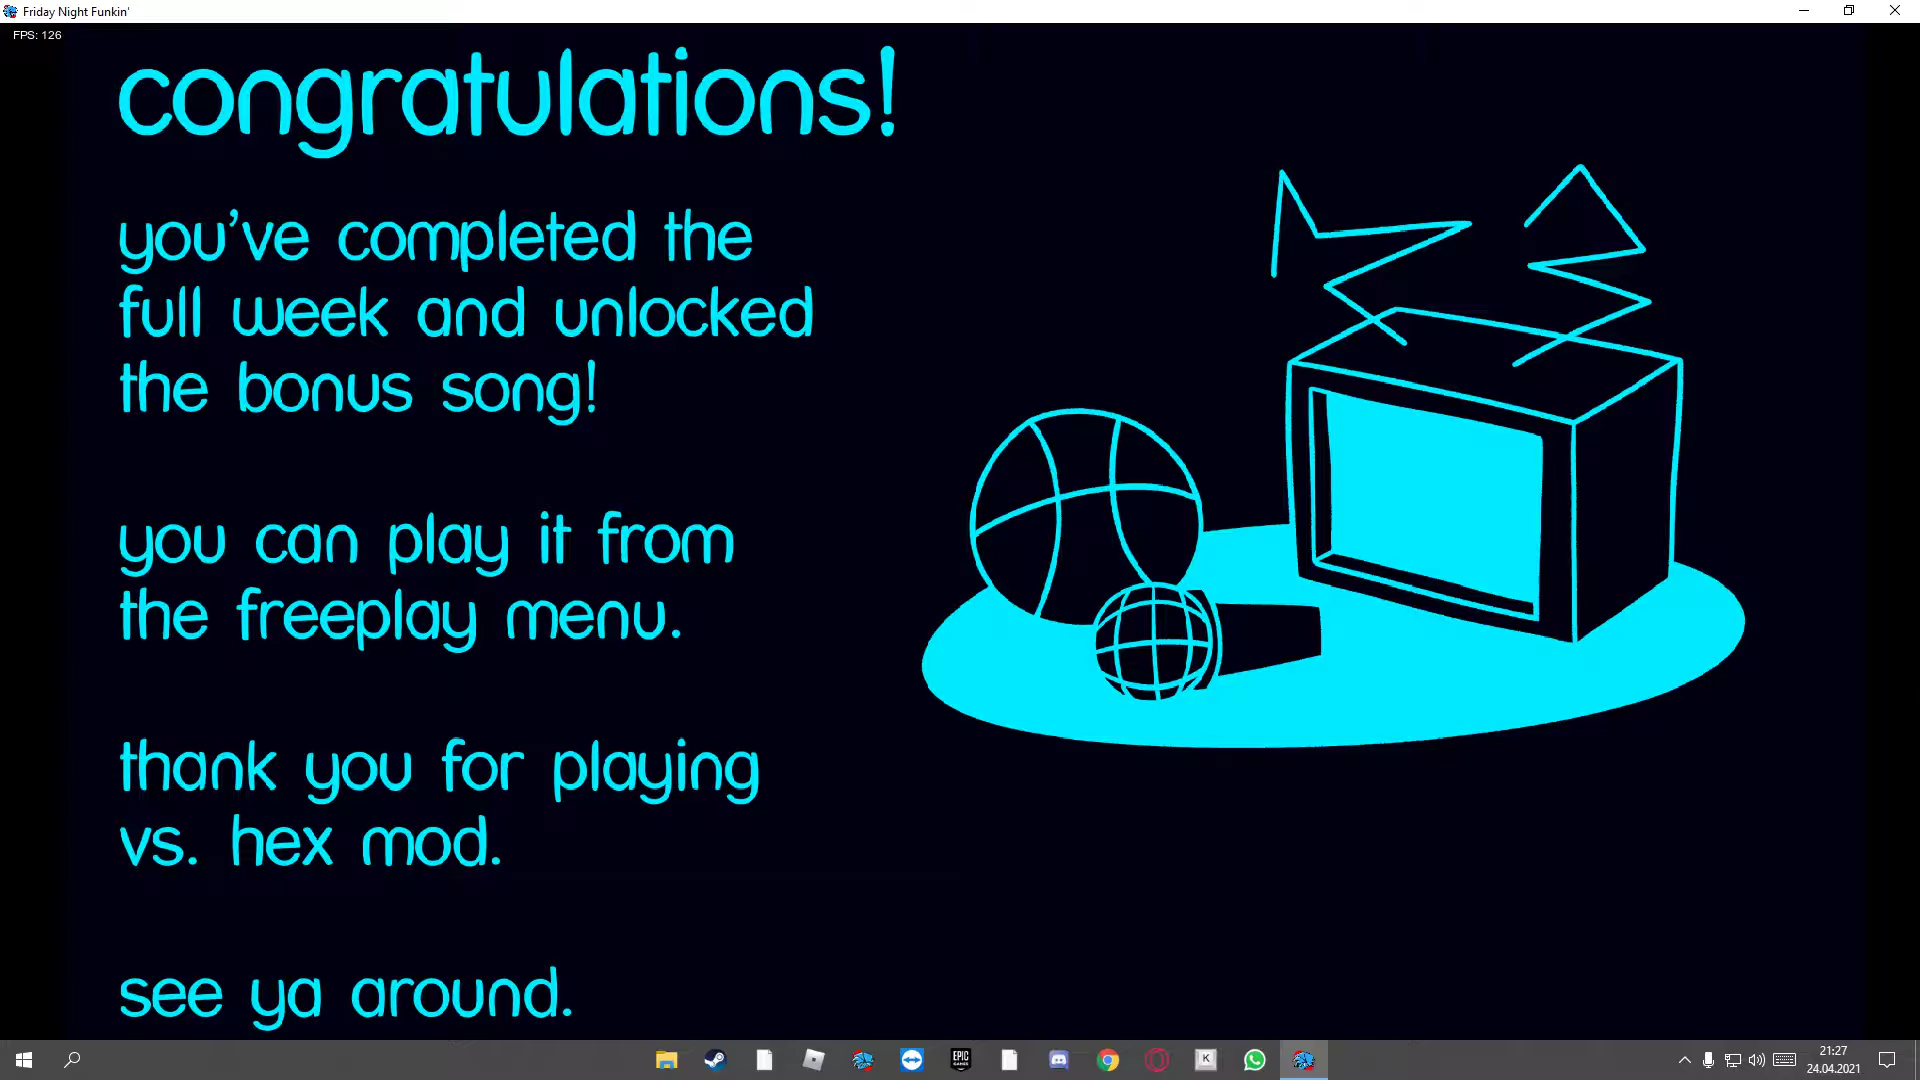 Friday Night Funkin'
FPS: 126
congratulations!
you've completed the
full week and unlocked
the bonus song!
you can play it from
the freeplay menu.
thank you for playing
vs. hex mod.
see ya around.
EPIC
GAMES
K
21:27
24.04.2021